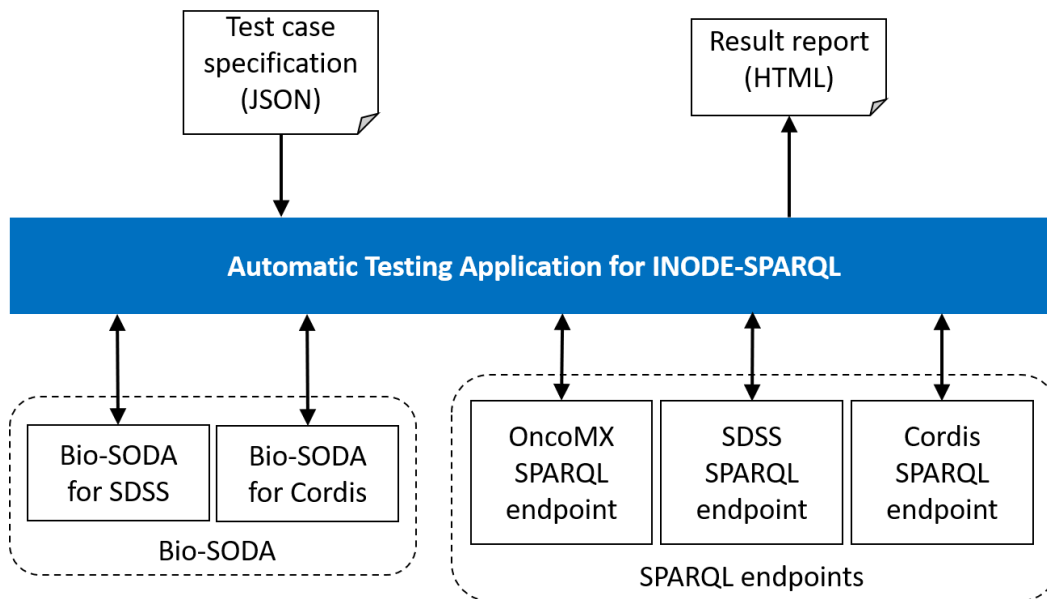 Test case
specification
(JSON)
Result report
(HTML)
Automatic Testing Application for INODE-SPARQL
Bio-SODA
for SDSS
Bio-SODA
for Cordis
Bio-SODA
OncoMX
SPARQL
endpoint
SDSS
SPARQL
endpoint
Cordis
SPARQL
endpoint
SPARQL endpoints